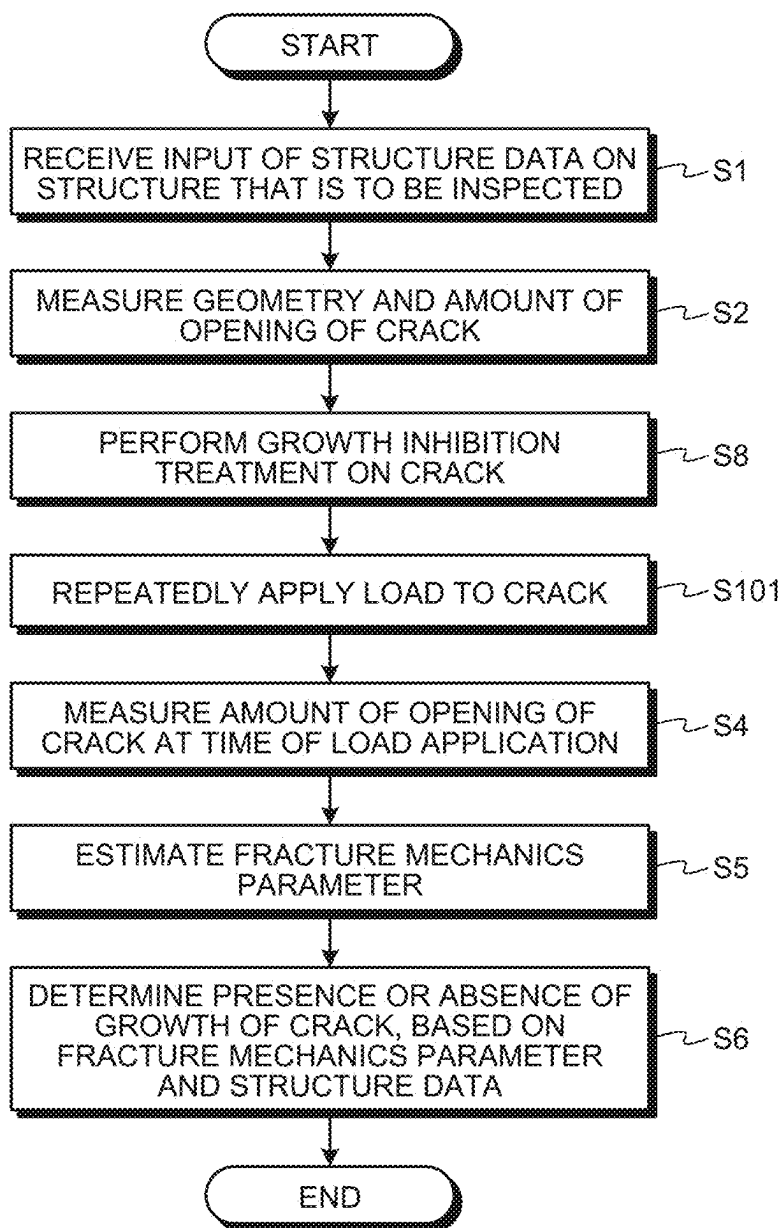 START
RECEIVE INPUT OF STRUCTURE DATA ON
STRUCTURE THAT IS TO BE INSPECTED
S1
MEASURE GEOMETRY AND AMOUNT OF
OPENING OF CRACK
S2
PERFORM GROWTH INHIBITION
TREATMENT ON CRACK
S8
REPEATEDLY APPLY LOAD TO CRACK
S101
MEASURE AMOUNT OF OPENING OF
CRACK AT TIME OF LOAD APPLICATION
S4
ESTIMATE FRACTURE MECHANICS
PARAMETER
S5
DETERMINE PRESENCE OR ABSENCE OF
GROWTH OF CRACK, BASED ON
FRACTURE MECHANICS PARAMETER
AND STRUCTURE DATA
S6
END